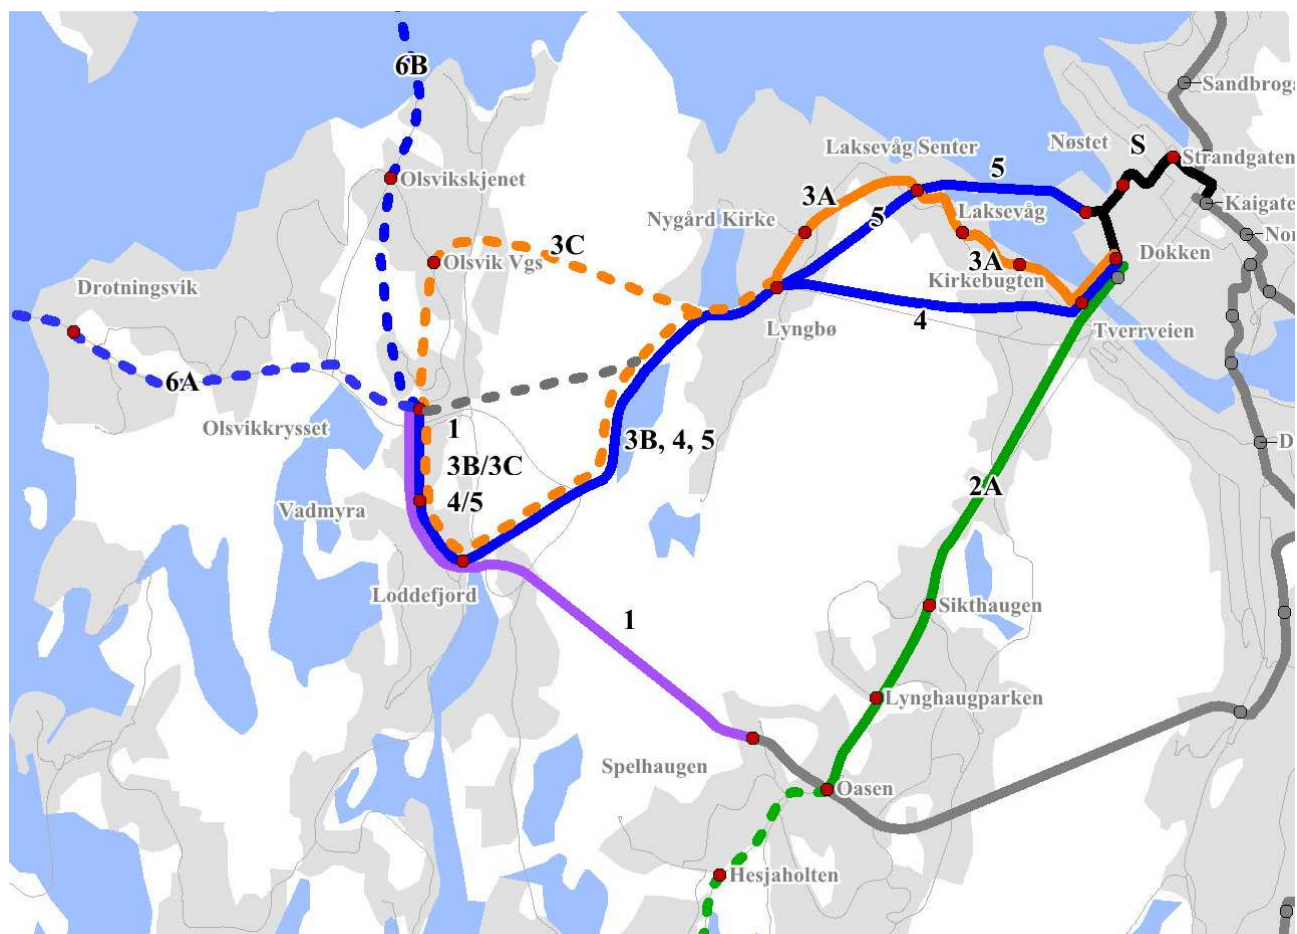 6B
Sandbroga
Nøstet
S
Laksevåg Senter
Strandgaten
Olsvikskjenet
5
3A
Kaigate
Laksevåg
Nygård Kirke
5
Nor
3C
Olsvik Vgs
3A
Dokken
Kirkebugten
Drotningsvik
Lyngbø
4
Tverrveien
6A
Olsvikkrysset
1
3B, 4, 5
D
3B/3C
4/5
2A
Vadmyra
Loddefjord
Sikthaugen
1
Lynghaugparken
Spelhaugen
Oasen
Hesjaholten